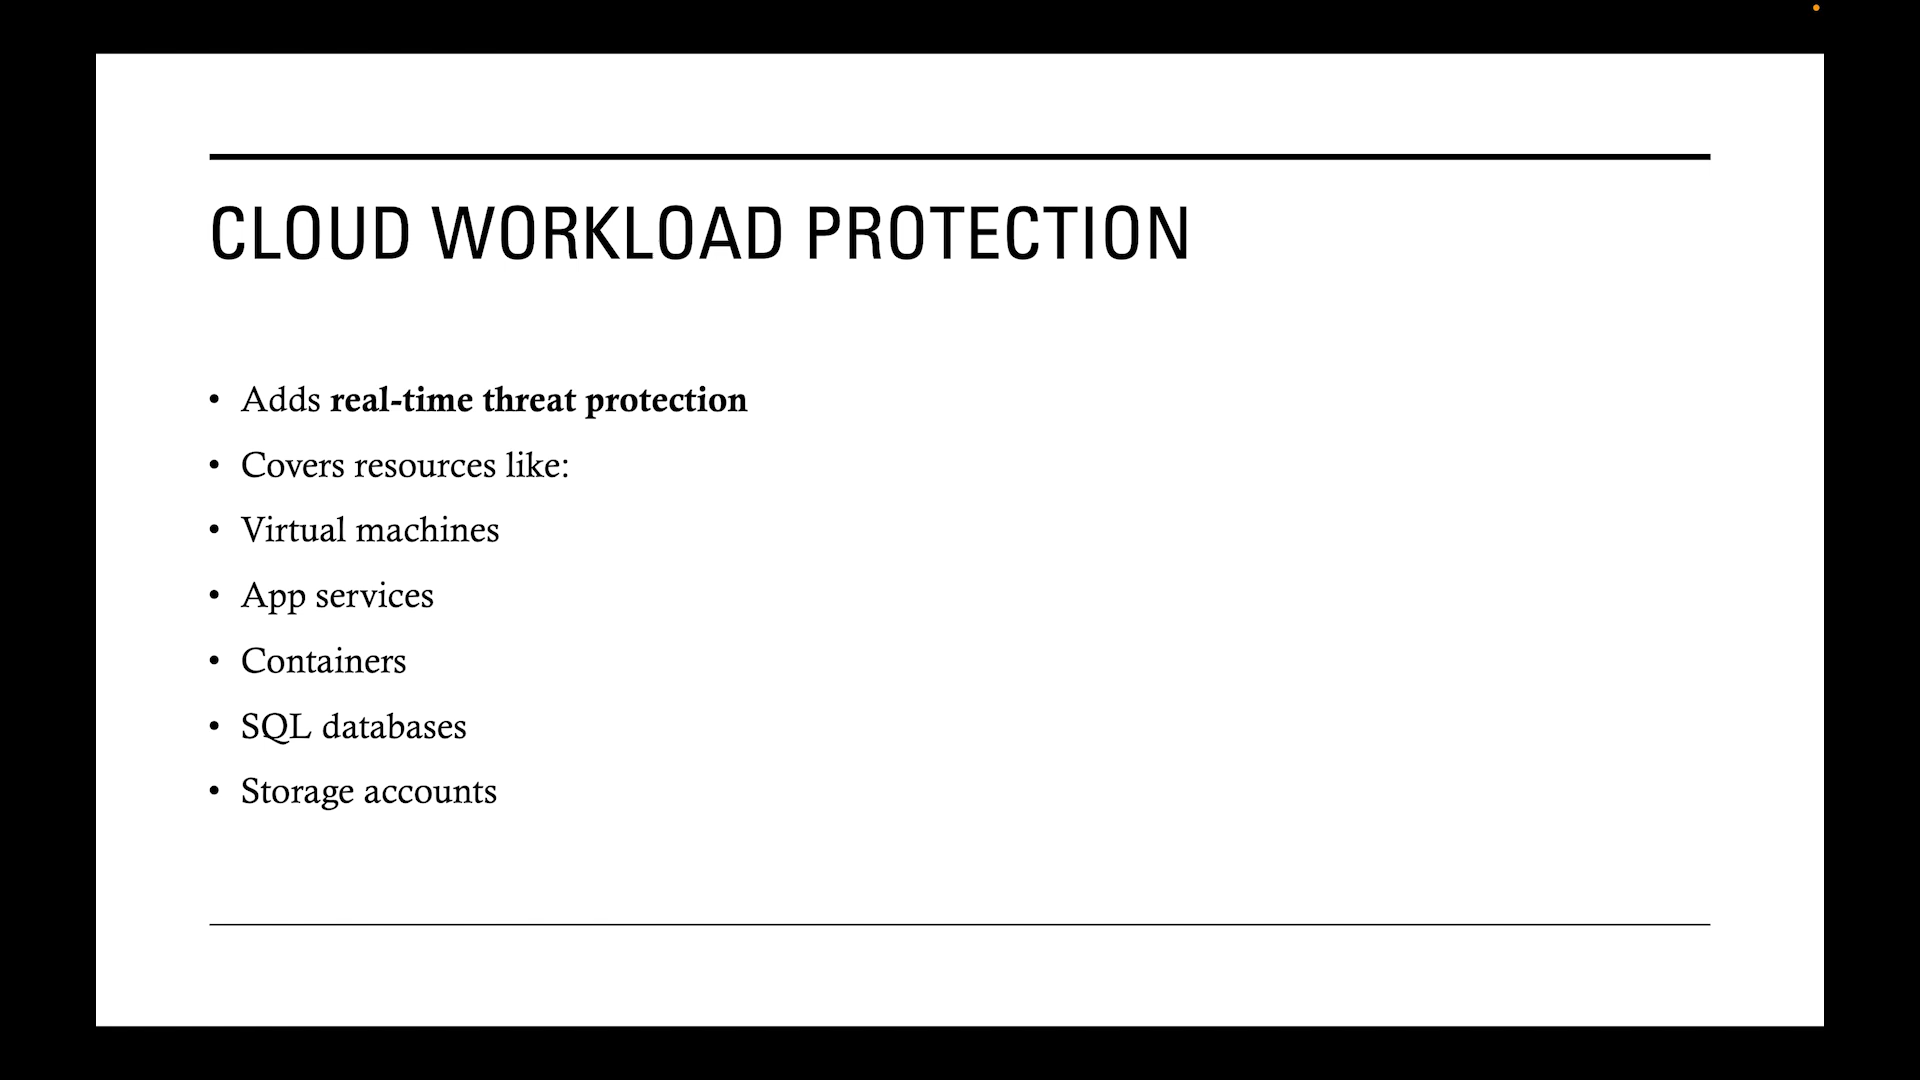 CLOUD WORKLOAD PROTECTION
• Adds real-time threat protection
• Covers resources like:
• Virtual machines
• App services
• Containers
• SQL databases
• Storage accounts